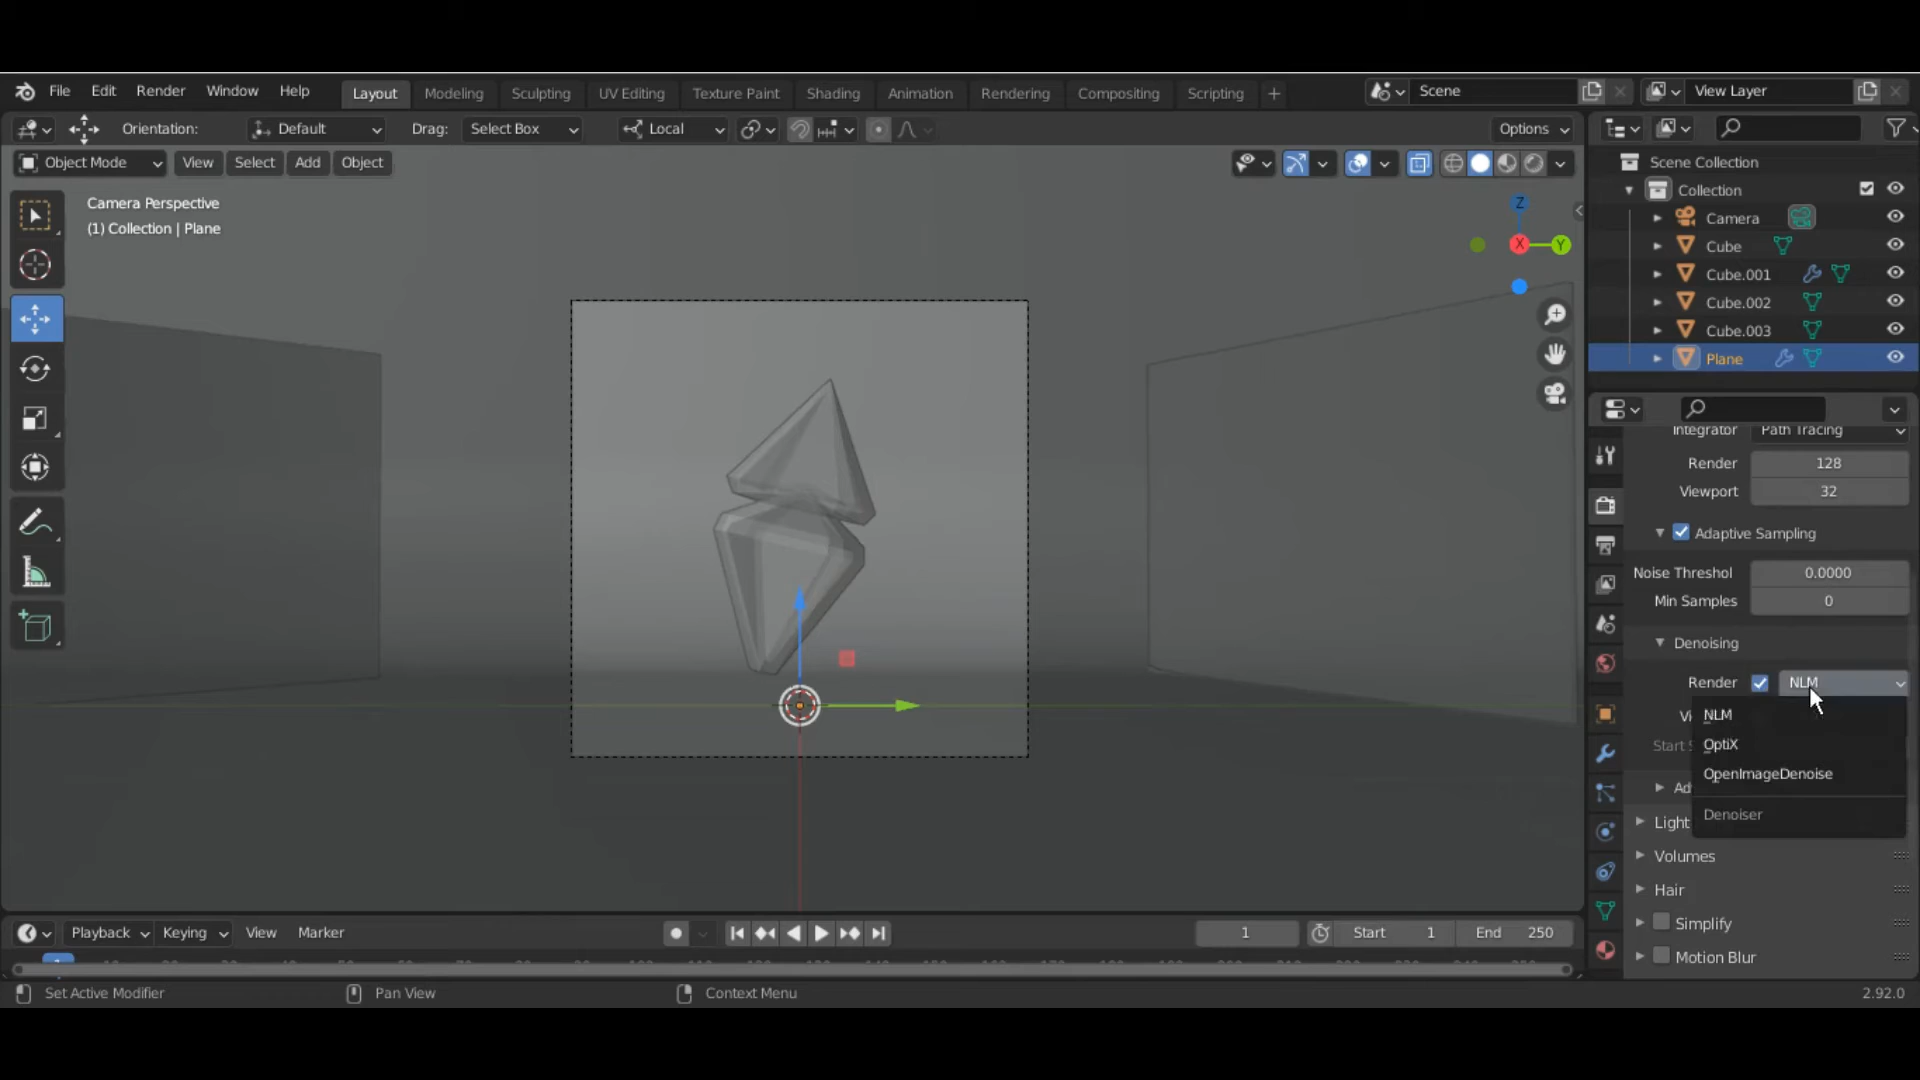 File Edit Render Window Help Layout Modeling Sculpting UV Editing Texture Paint Shading Animation Rendering Compositing Scripting + Scene View Layer
Orientation: Default Drag: Select Box Local Options
Object Mode View Select Add Object
Camera Perspective
(1) Collection | Plane
Z
X
Y
Scene Collection
Collection
Camera
Cube
Cube.001
Cube.002
Cube.003
Plane
Integrator Path Tracing
Render 128
Viewport 32
Adaptive Sampling
Noise Threshol 0.0000
Min Samples 0
Denoising
Render NLM
NLM
OptiX
OpenImageDenoise
Denoiser
Vi
Start S
Ad
Light
Volumes
Hair
Simplify
Motion Blur
Playback Keying View Marker 1 Start 1 End 250
Set Active Modifier Pan View Context Menu 2.92.0